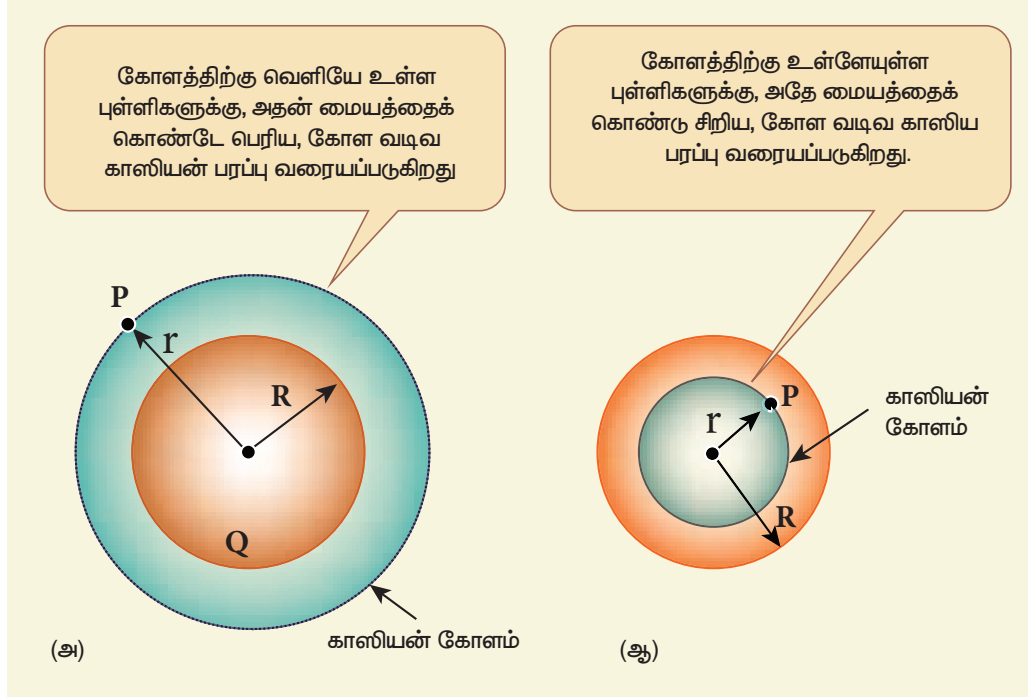 கோளத்திற்கு வெளியே உள்ள
புள்ளிகளுக்கு, அதன் மையத்தைக்
கொண்டே பெரிய, கோள வடிவ
காஸியன் பரப்பு வரையப்படுகிறது
கோளத்திற்கு உள்ளேயுள்ள
புள்ளிகளுக்கு, அதே மையத்தைக்
கொண்டு சிறிய, கோள வடிவ காஸிய
பரப்பு வரையப்படுகிறது.
P
r
R
Q
காஸியன் கோளம்
(அ)
P
r
R
காஸியன்
கோளம்
(ஆ)